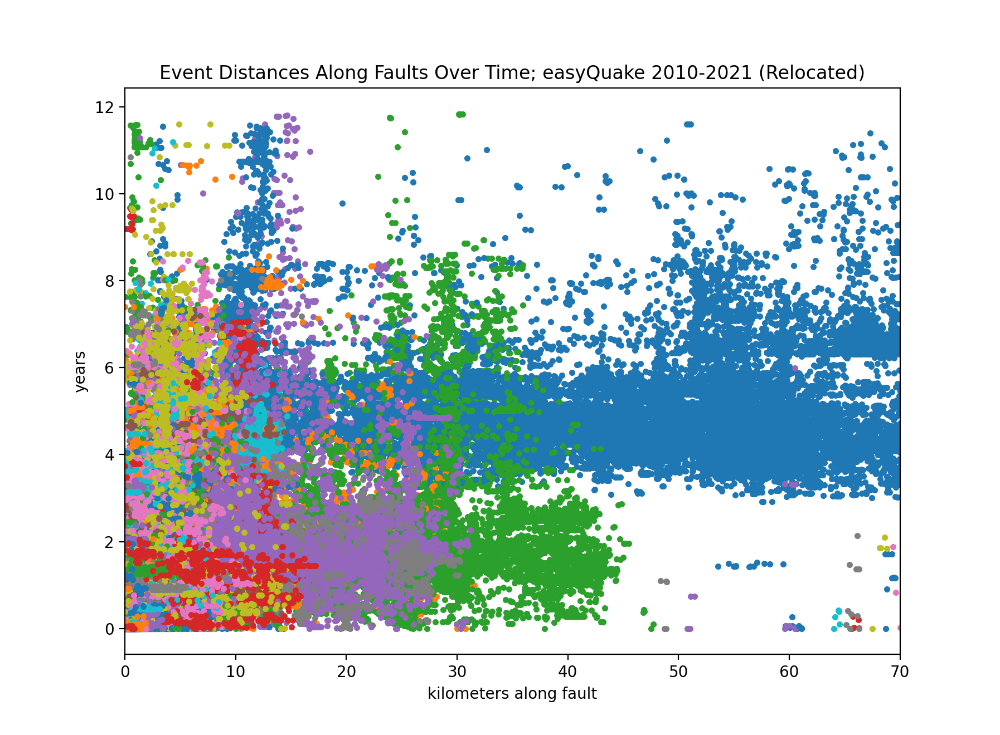 Event Distances Along Faults Over Time; easyQuake 2010-2021 (Relocated)
12
10
8
6
4
2
0
years
0 10 20 30 40 50 60 70
kilometers along fault